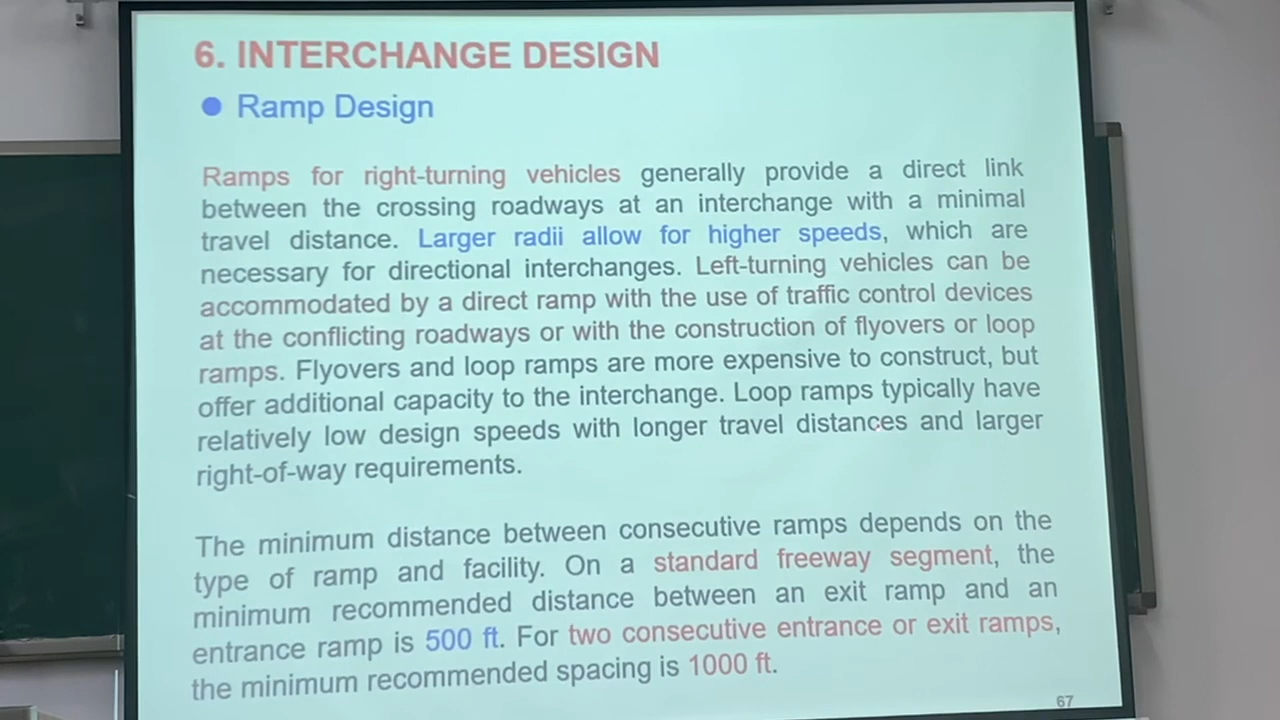 6. INTERCHANGE DESIGN
● Ramp Design
Ramps for right-turning vehicles generally provide a direct link
between the crossing roadways at an interchange with a minimal
travel distance. Larger radii allow for higher speeds, which are
necessary for directional interchanges. Left-turning vehicles can be
accommodated by a direct ramp with the use of traffic control devices
at the conflicting roadways or with the construction of flyovers or loop
ramps. Flyovers and loop ramps are more expensive to construct, but
offer additional capacity to the interchange. Loop ramps typically have
relatively low design speeds with longer travel distances and larger
right-of-way requirements.
The minimum distance between consecutive ramps depends on the
type of ramp and facility. On a standard freeway segment, the
minimum recommended distance between an exit ramp and an
entrance ramp is 500 ft. For two consecutive entrance or exit ramps,
the minimum recommended spacing is 1000 ft.
67